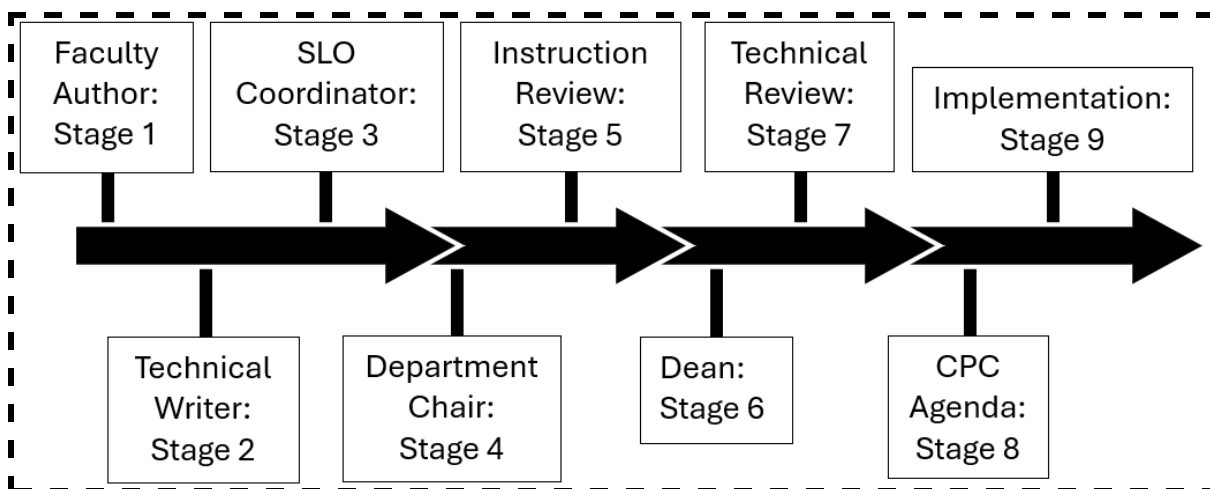 Faculty
Author:
Stage 1
SLO
Coordinator:
Stage 3
Instruction
Review:
Stage 5
Technical
Review:
Stage 7
Implementation:
Stage 9
Technical
Writer:
Stage 2
Department
Chair:
Stage 4
Dean:
Stage 6
CPC
Agenda:
Stage 8